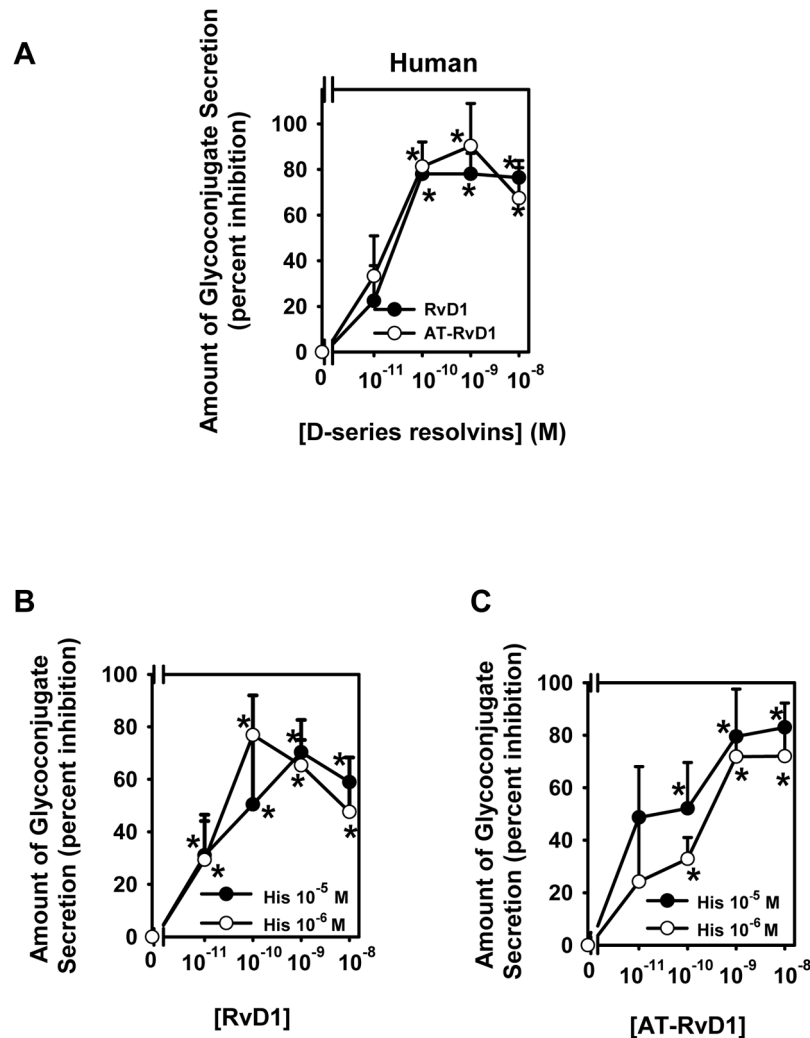 A
Human
Amount of Glycoconjugate Secretion
(percent inhibition)
100
80
60
40
20
0
* * *
* * *
RvD1
AT-RvD1
0 10⁻¹¹ 10⁻¹⁰ 10⁻⁹ 10⁻⁸
[D-series resolvins] (M)
B
Amount of Glycoconjugate
Secretion (percent inhibition)
100
80
60
40
20
0
* * * *
* * * *
His 10⁻⁵ M
His 10⁻⁶ M
0 10⁻¹¹ 10⁻¹⁰ 10⁻⁹ 10⁻⁸
[RvD1]
C
Amount of Glycoconjugate
Secretion (percent inhibition)
100
80
60
40
20
0
* * *
* * *
His 10⁻⁵ M
His 10⁻⁶ M
0 10⁻¹¹ 10⁻¹⁰ 10⁻⁹ 10⁻⁸
[AT-RvD1]